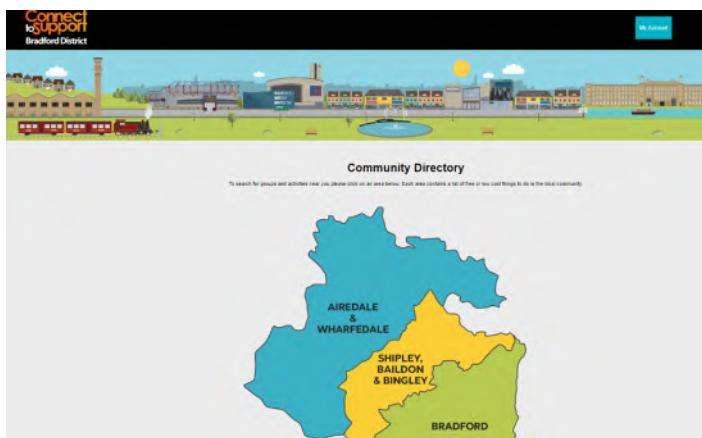 Connect
to Support
Bradford District
My Account
Community Directory
To search for groups and activities near you please click on an area below. Each area contains a list of free or low cost things to do in the local community.
AIREDALE
&
WHARFEDALE
SHIPLEY,
BAILDON
& BINGLEY
BRADFORD